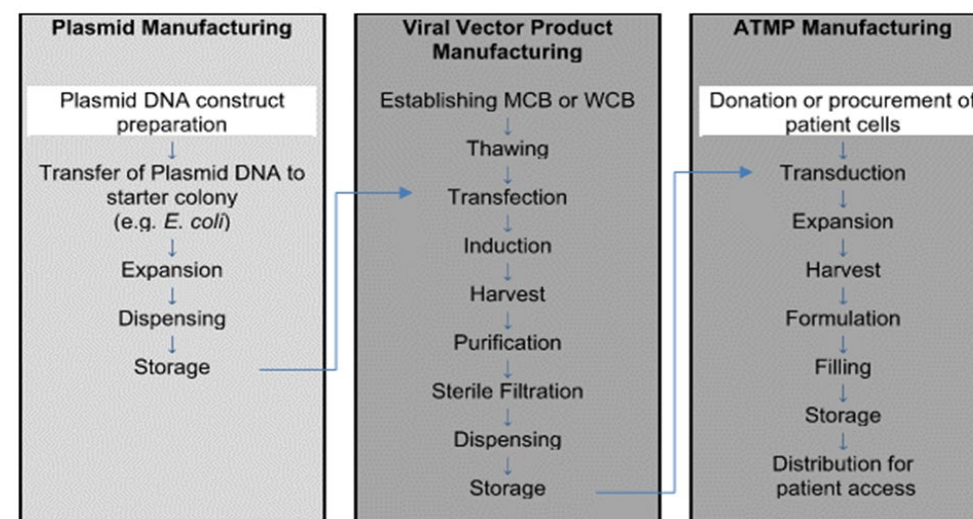 Plasmid Manufacturing
Plasmid DNA construct
preparation
↓
Transfer of Plasmid DNA to
starter colony
(e.g. E. coli)
↓
Expansion
↓
Dispensing
↓
Storage
Viral Vector Product
Manufacturing
Establishing MCB or WCB
↓
Thawing
↓
Transfection
↓
Induction
↓
Harvest
↓
Purification
↓
Sterile Filtration
↓
Dispensing
↓
Storage
ATMP Manufacturing
Donation or procurement of
patient cells
↓
Transduction
↓
Expansion
↓
Harvest
↓
Formulation
↓
Filling
↓
Storage
↓
Distribution for
patient access